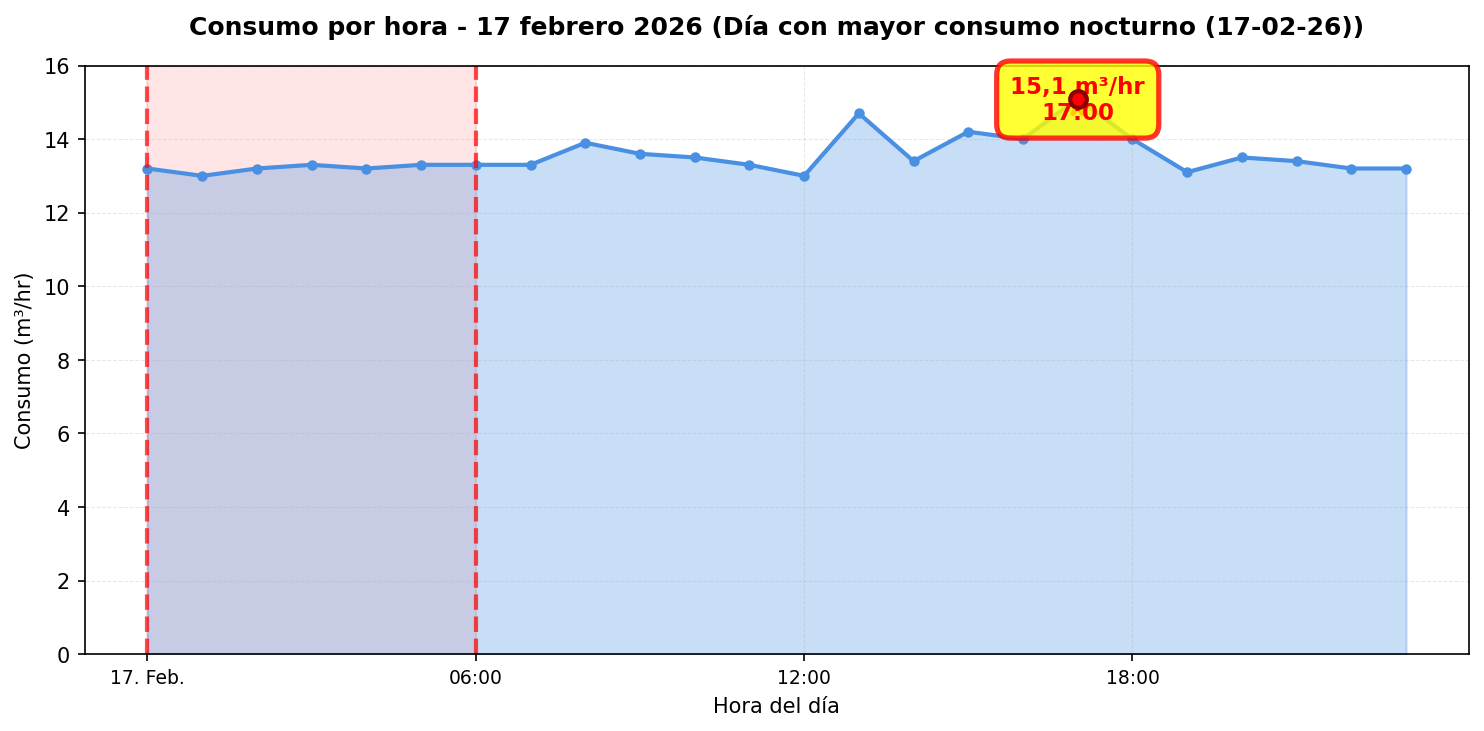 Consumo por hora - 17 febrero 2026 (Día con mayor consumo nocturno (17-02-26))
15,1 m³/hr
17:00
16
14
12
10
8
6
4
2
0
Consumo (m³/hr)
17. Feb.
06:00
12:00
18:00
Hora del día